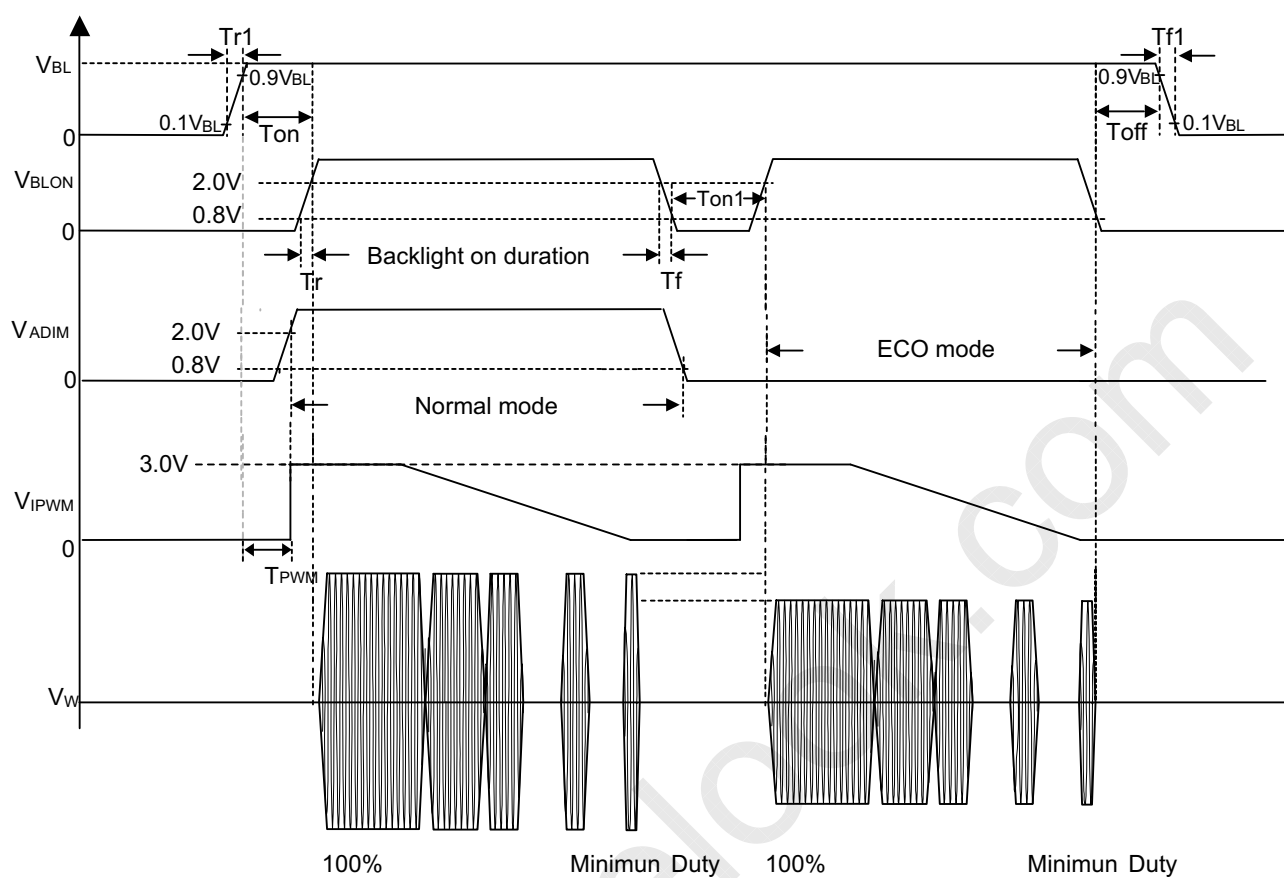 Tr1
Tf1
VBL
0.9VBL
0.9VBL
0.1VBL
Ton
Toff
0.1VBL
0
VBLON
2.0V
Ton1
0.8V
0
Backlight on duration
Tr
Tf
VADIM
2.0V
0.8V
ECO mode
0
Normal mode
3.0V
VIPWM
0
TPWM
VW
100%
Minimun Duty
100%
Minimun Duty